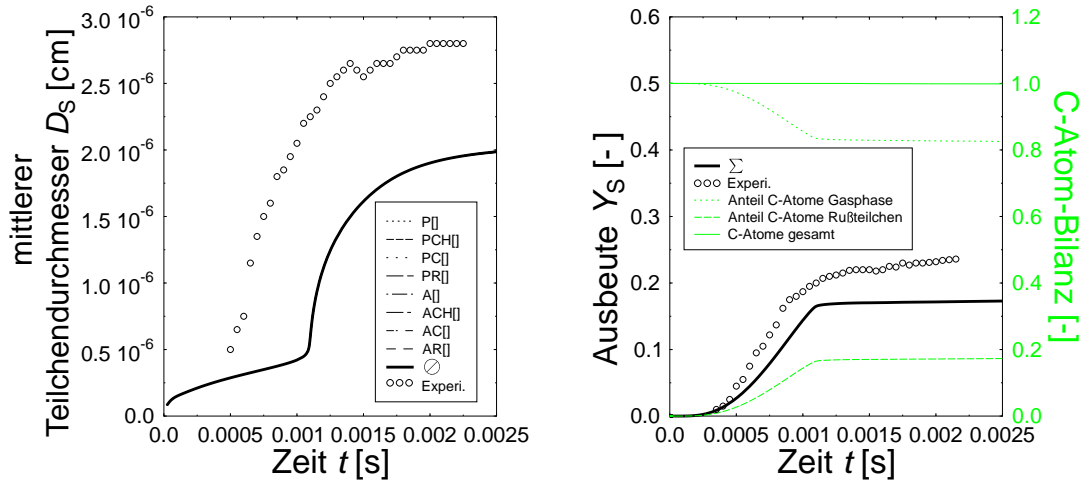 mittlerer
Teilchendurchmesser D_S [cm]
3.0 10^-6
2.5 10^-6
2.0 10^-6
1.5 10^-6
1.0 10^-6
0.5 10^-6
0.0
0.0 0.0005 0.001 0.0015 0.002 0.0025
Zeit t [s]
P[]
PCH[]
PC[]
PR[]
A[]
ACH[]
AC[]
AR[]
∅
Experi.
Ausbeute Y_S [-]
0.6
0.5
0.4
0.3
0.2
0.1
0.0
0.0 0.0005 0.001 0.0015 0.002 0.0025
Zeit t [s]
Σ
Experi.
Anteil C-Atome Gasphase
Anteil C-Atome Rußteilchen
C-Atome gesamt
1.2
1.0
0.8
0.6
0.4
0.2
0.0
C-Atom-Bilanz [-]